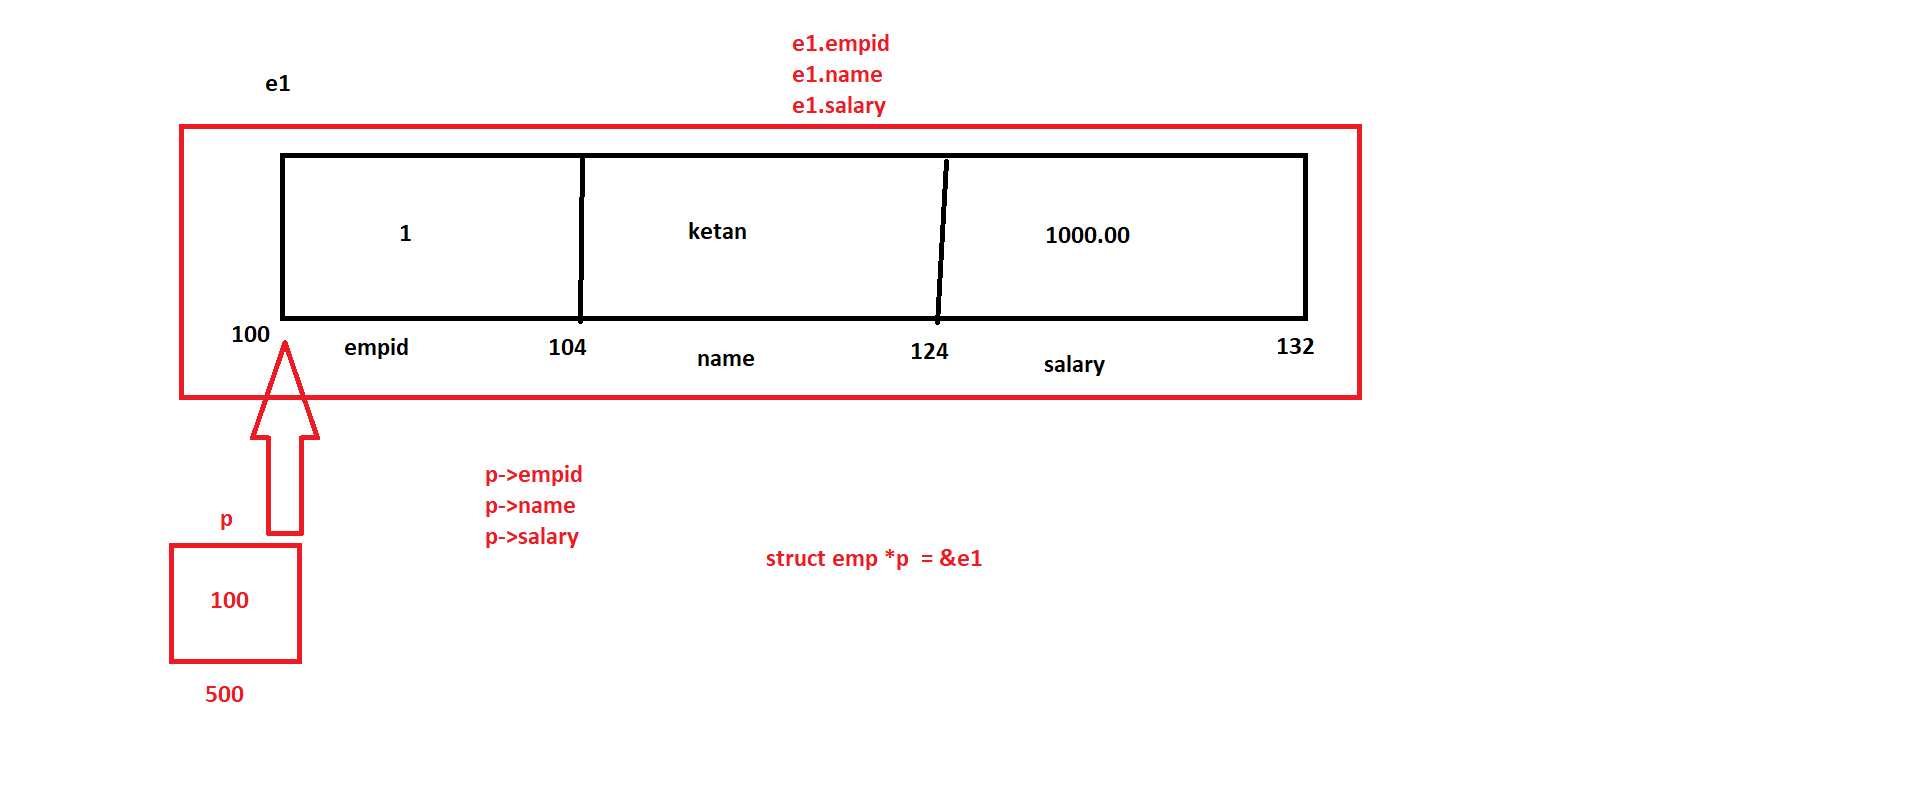 e1.empid
e1.name
e1.salary
e1
1
ketan
1000.00
100
empid
104
name
124
salary
132
p->empid
p->name
p->salary
p
struct emp *p  = &e1
100
500